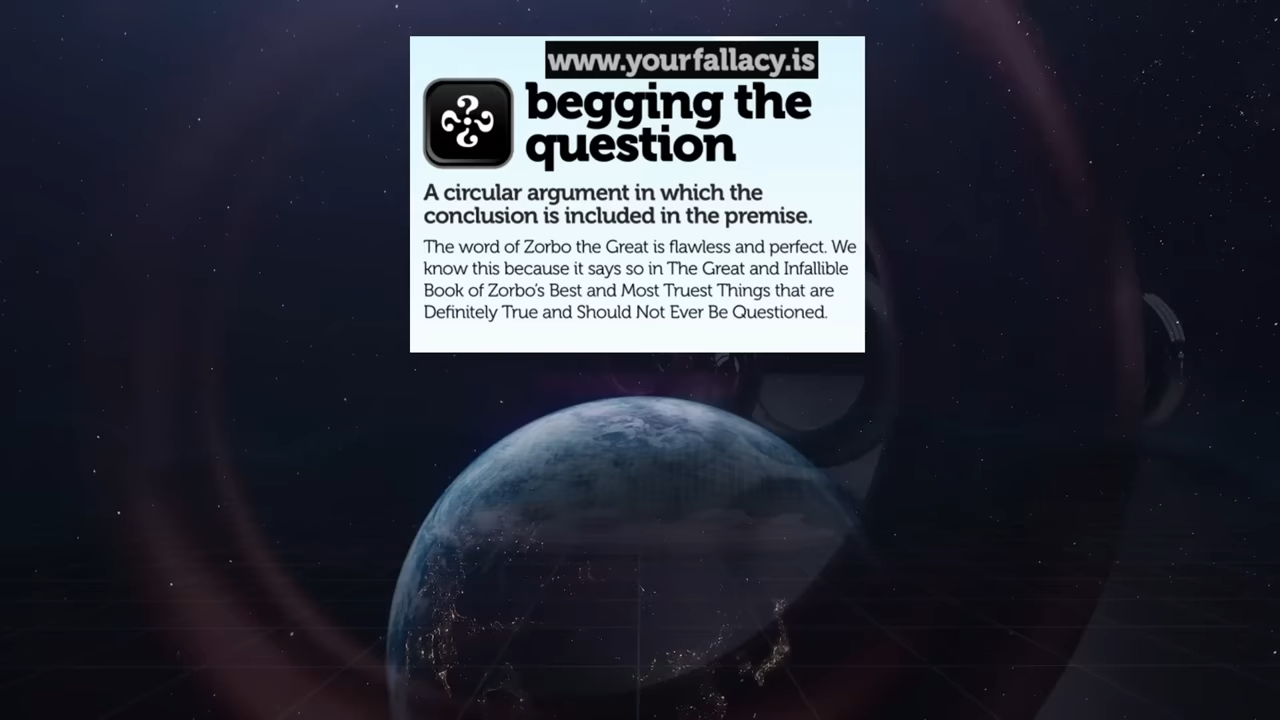 www.yourfallacy.is
begging the
question
A circular argument in which the
conclusion is included in the premise.
The word of Zorbo the Great is flawless and perfect. We
know this because it says so in The Great and Infallible
Book of Zorbo's Best and Most Truest Things that are
Definitely True and Should Not Ever Be Questioned.